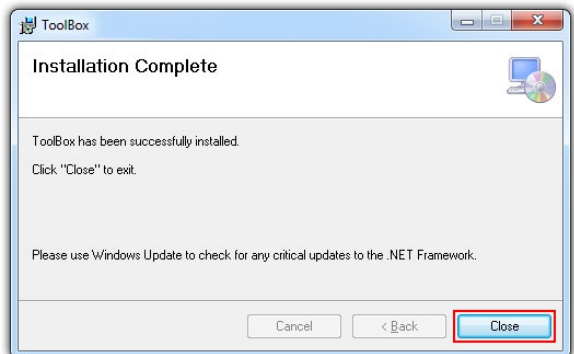 ToolBox
Installation Complete
ToolBox has been successfully installed.
Click "Close" to exit.
Please use Windows Update to check for any critical updates to the .NET Framework.
Cancel
< Back
Close